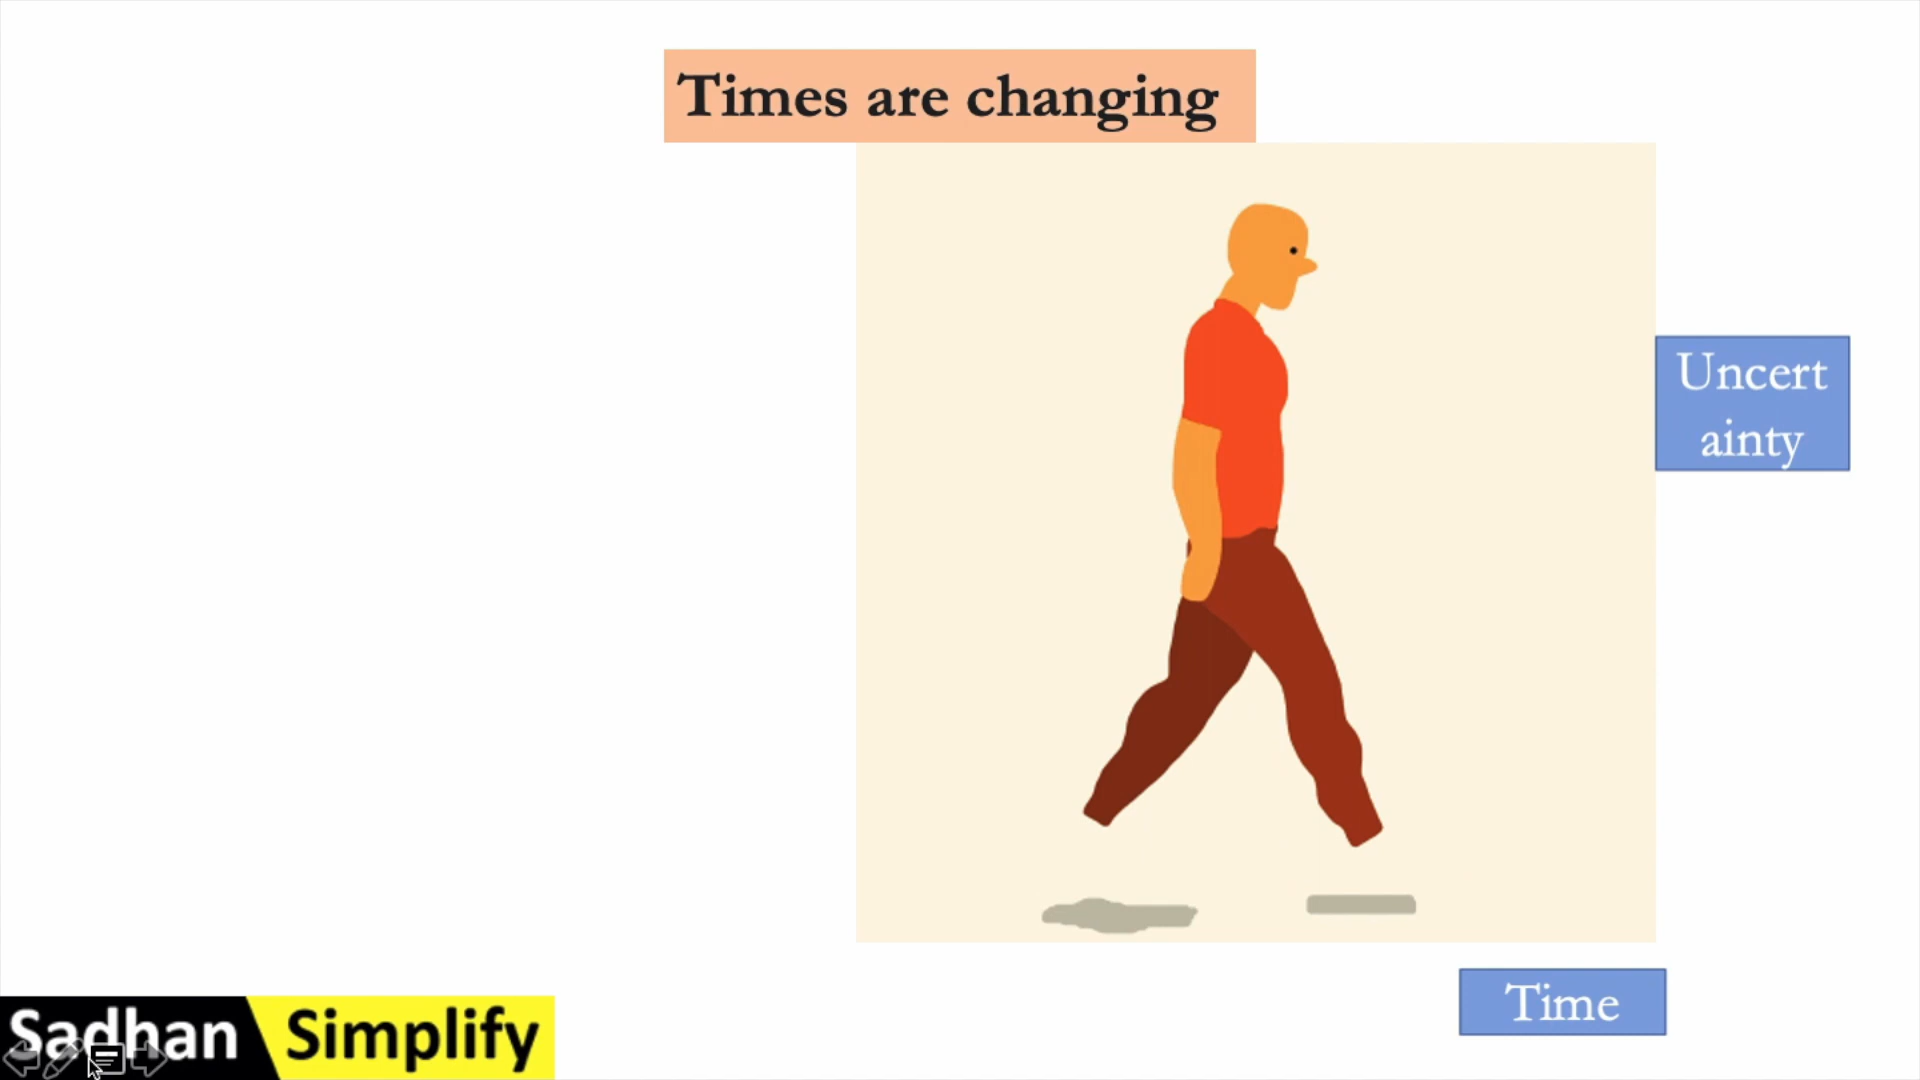 Times are changing
Uncert
ainty
Time
Sadhan Simplify